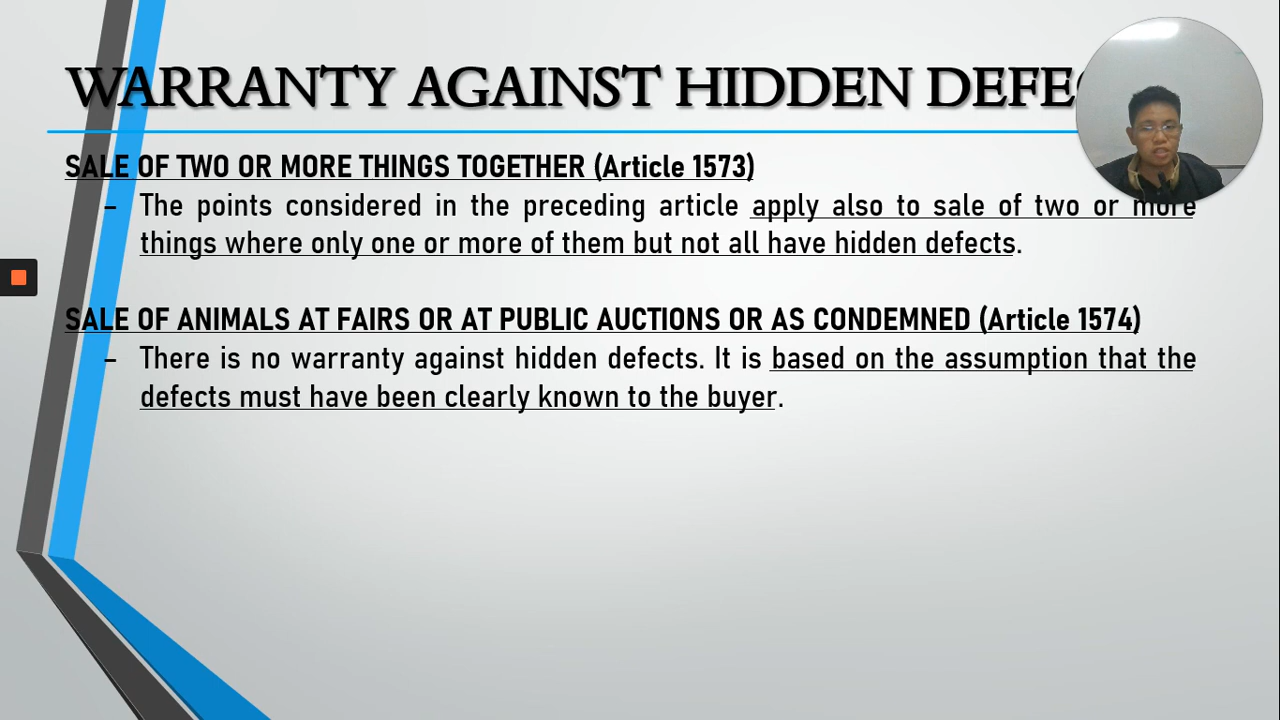 WARRANTY AGAINST HIDDEN
SALE OF TWO OR MORE THINGS TOGETHER (Article 1573)
– The points considered in the preceding article apply also to sale of two or more
things where only one or more of them but not all have hidden defects.
SALE OF ANIMALS AT FAIRS OR AT PUBLIC AUCTIONS OR AS CONDEMNED (Article 1574)
– There is no warranty against hidden defects. It is based on the assumption that the
defects must have been clearly known to the buyer.